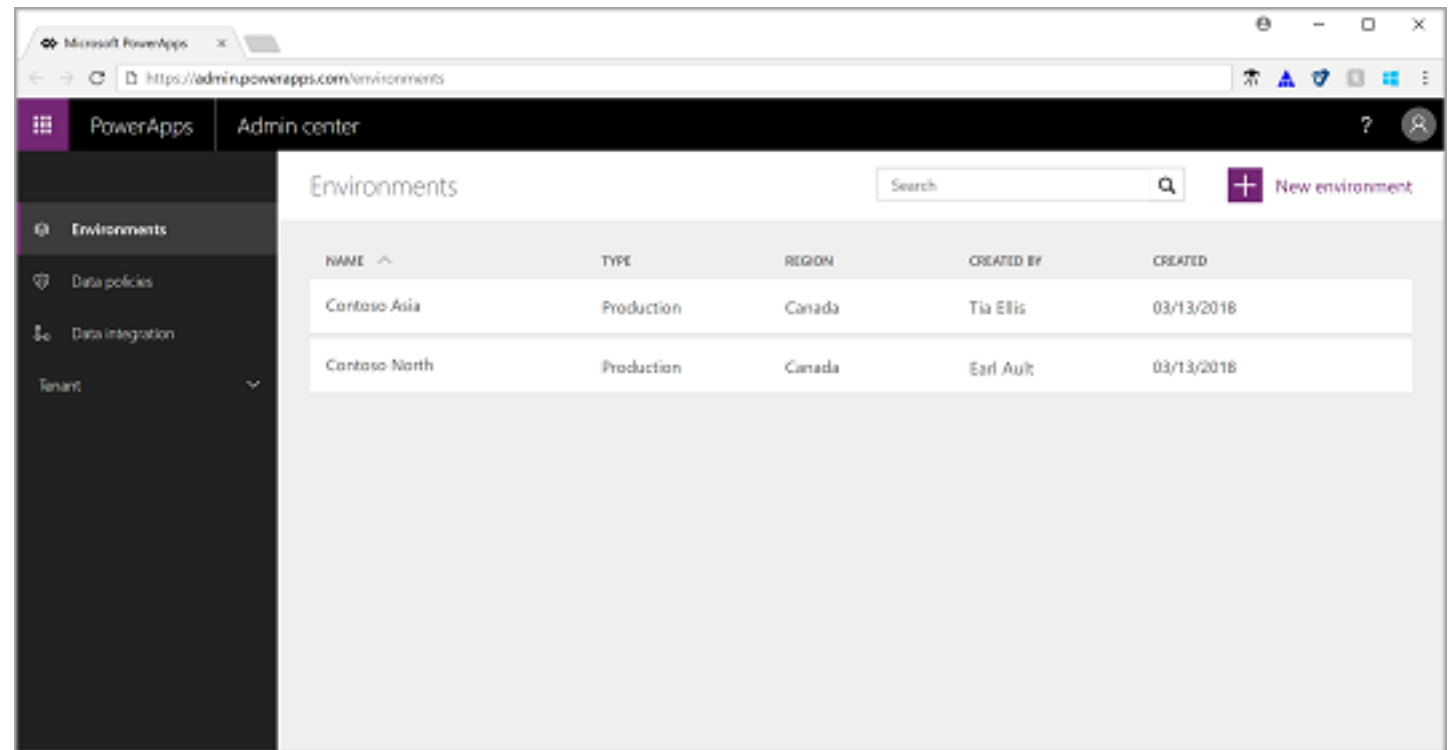 Microsoft PowerApps
https://admin.powerapps.com/environments
PowerApps Admin center ?
Environments Search New environment
Environments
Data policies
Data integration
Tenant
NAME TYPE REGION CREATED BY CREATED
Contoso Asia Production Canada Tia Ellis 03/13/2018
Contoso North Production Canada Earl Ault 03/13/2018